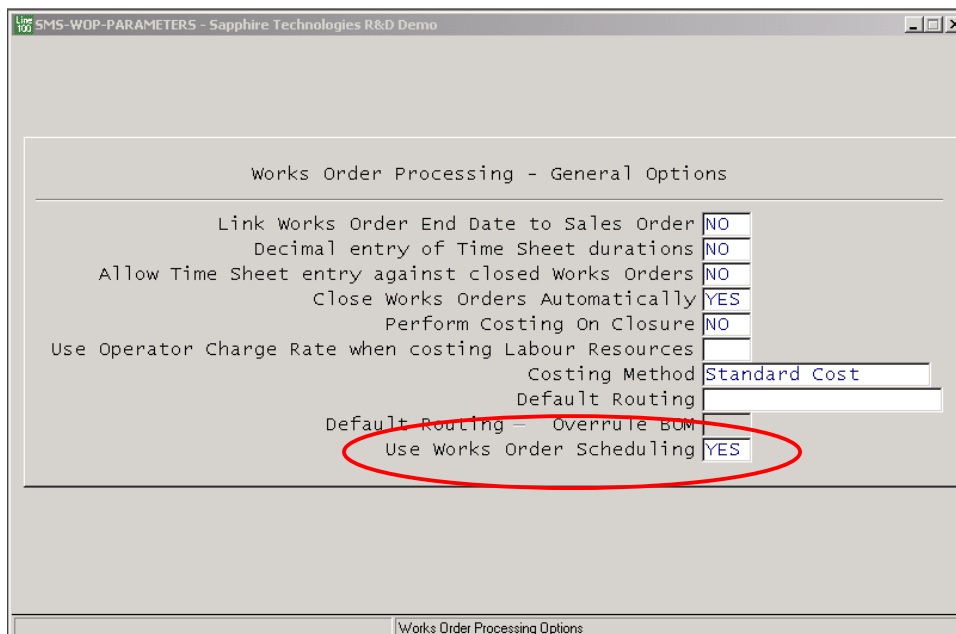 Line 100 SMS-WOP-PARAMETERS - Sapphire Technologies R&D Demo
Works Order Processing - General Options
Link Works Order End Date to Sales Order NO
Decimal entry of Time Sheet durations NO
Allow Time Sheet entry against closed Works Orders NO
Close Works Orders Automatically YES
Perform Costing On Closure NO
Use Operator Charge Rate when costing Labour Resources
Costing Method Standard Cost
Default Routing
Default Routing – Overrule BOM
Use Works Order Scheduling YES
Works Order Processing Options